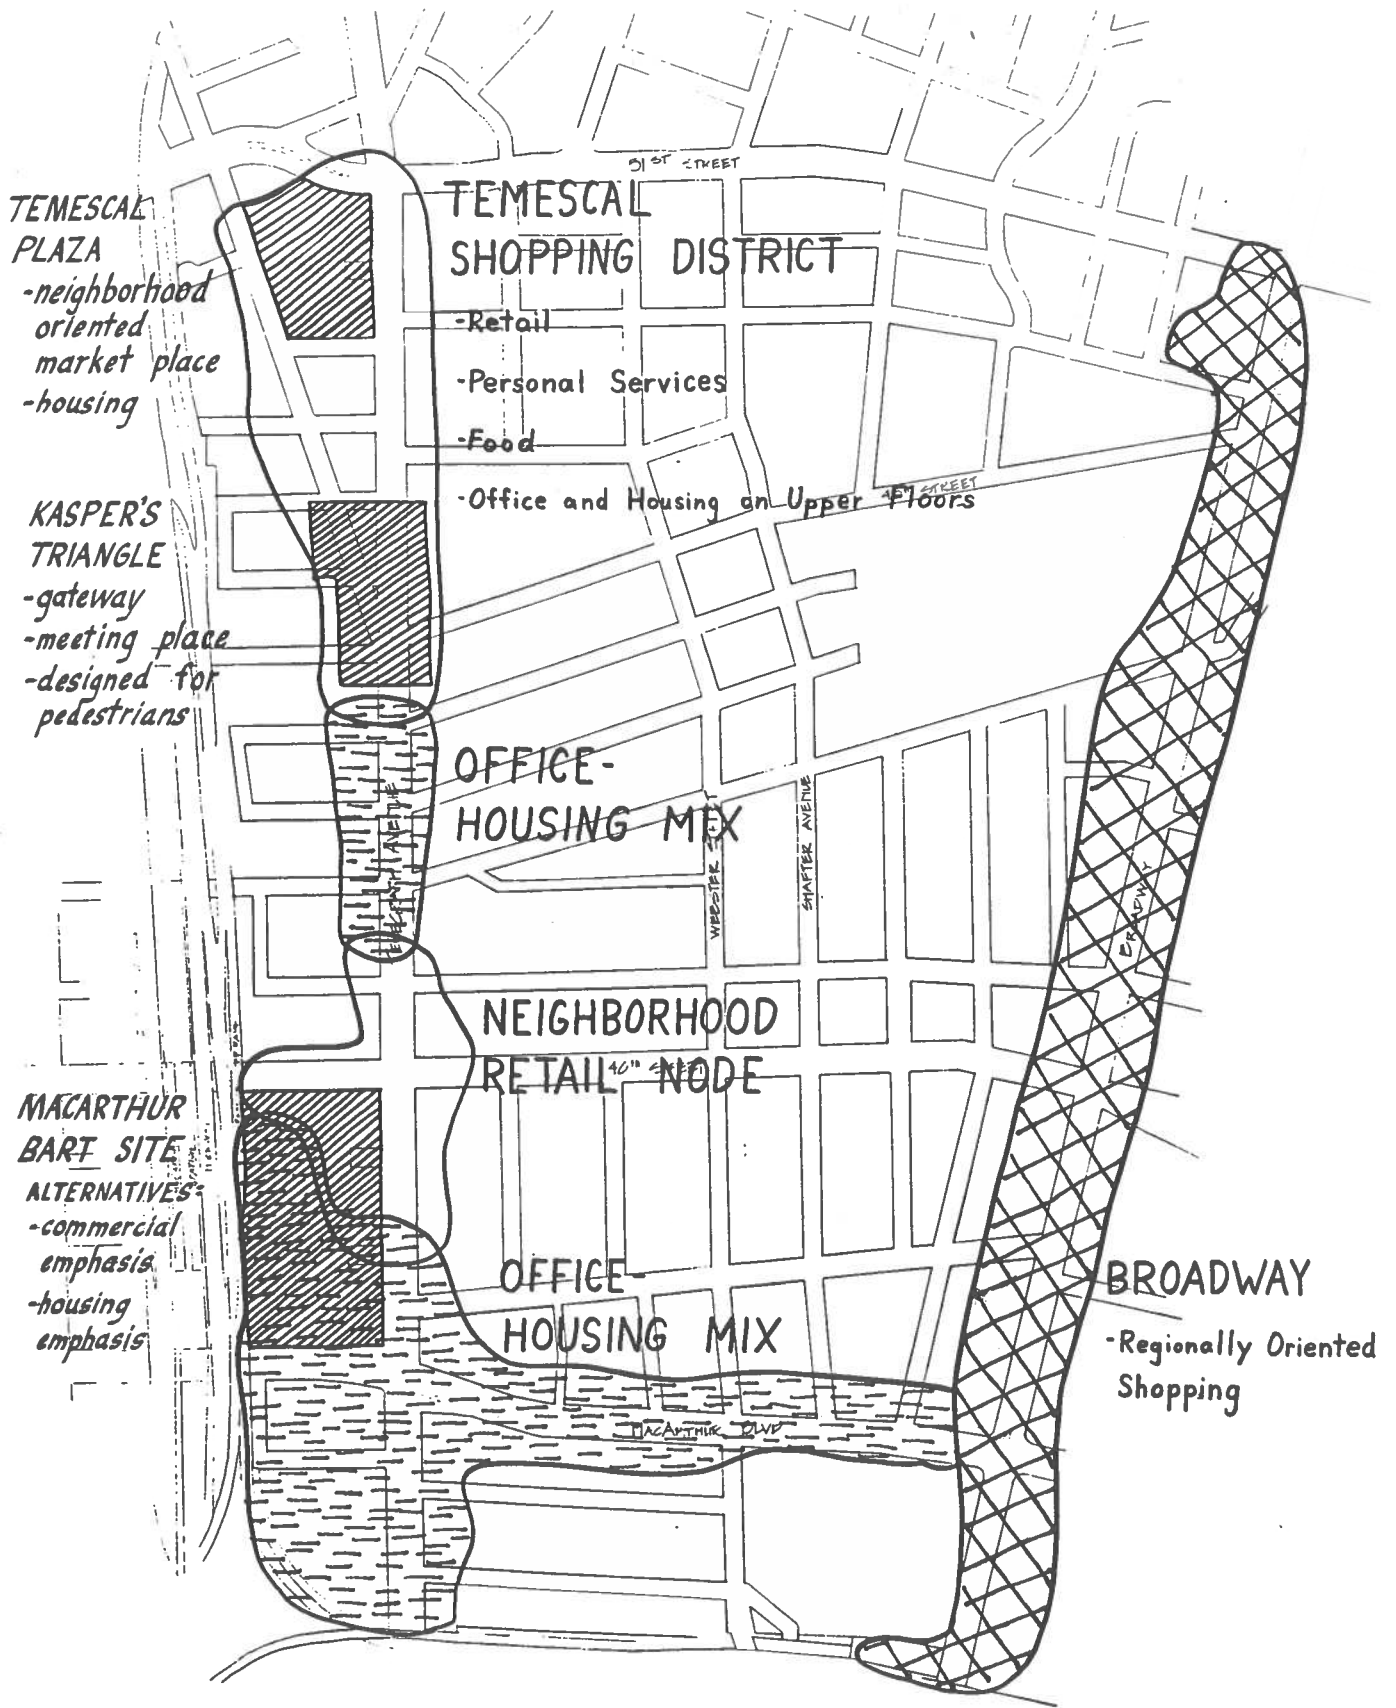 51ST STREET
TEMESCAL
PLAZA
-neighborhood
oriented
market place
-housing
TEMESCAL
SHOPPING DISTRICT
-Retail
-Personal Services
-Food
-Office and Housing on Upper Floors
STREET
KASPER'S
TRIANGLE
-gateway
-meeting place
-designed for
pedestrians
OFFICE-
HOUSING MIX
AVENUE
WEBSTER
SHAFTER AVENUE
BROADWAY
NEIGHBORHOOD
RETAIL NODE
40TH STREET
MACARTHUR
BART SITE
ALTERNATIVES:
-commercial
emphasis
-housing
emphasis
OFFICE-
HOUSING MIX
MACARTHUR BLVD
BROADWAY
-Regionally Oriented
Shopping